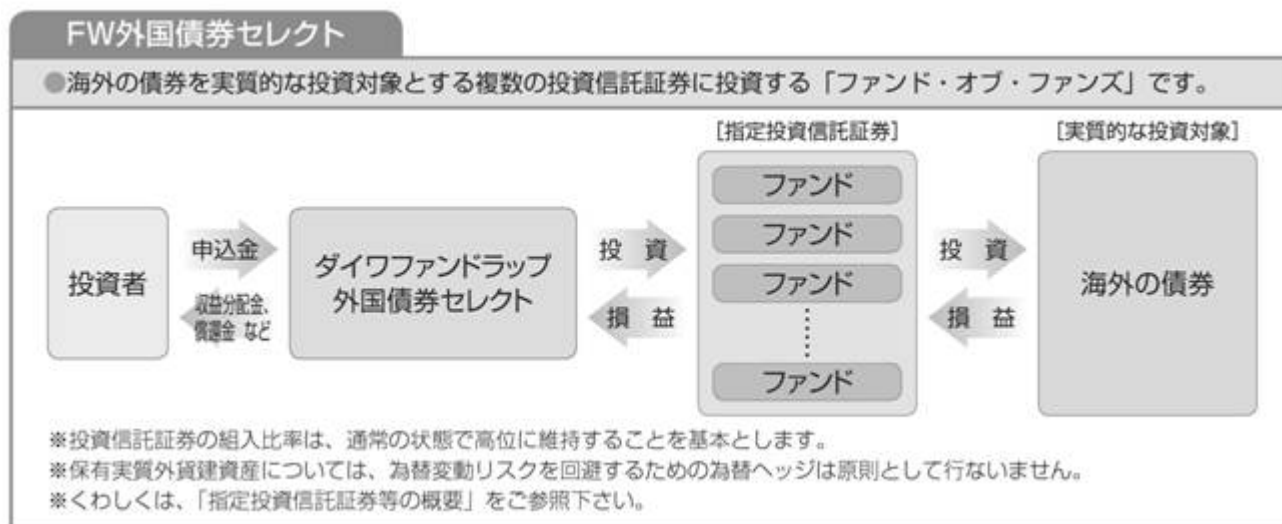 FW外国債券セレクト
●海外の債券を実質的な投資対象とする複数の投資信託証券に投資する「ファンド・オブ・ファンズ」です。
[指定投資信託証券]
[実質的な投資対象]
投資者
申込金
収益分配金、
償還金 など
ダイワファンドラップ
外国債券セレクト
投 資
損 益
ファンド
ファンド
ファンド
ファンド
投 資
損 益
海外の債券
※投資信託証券の組入比率は、通常の状態で高位に維持することを基本とします。
※保有実質外貨建資産については、為替変動リスクを回避するための為替ヘッジは原則として行ないません。
※くわしくは、「指定投資信託証券等の概要」をご参照下さい。